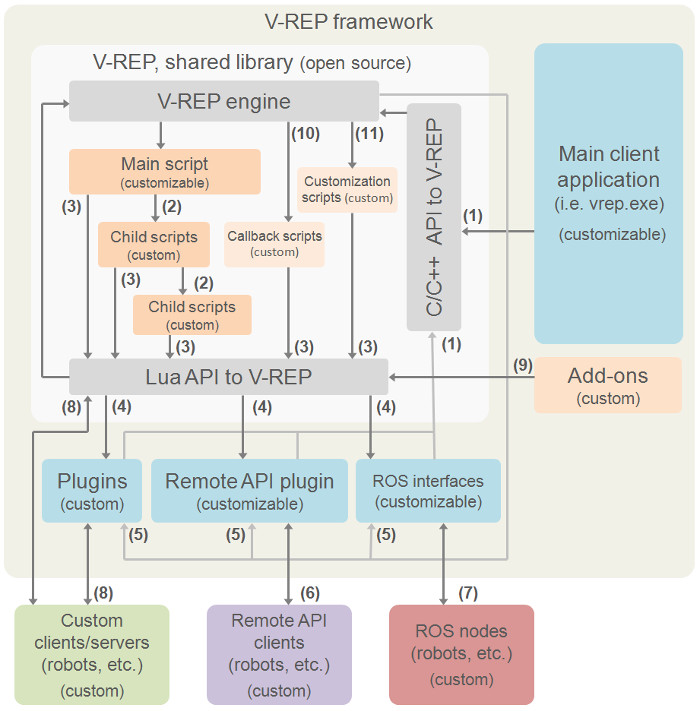 V-REP framework
V-REP, shared library (open source)
V-REP engine
(10)
(11)
Main script
(customizable)
Customization
scripts (custom)
C/C++ API to V-REP
Main client
application
(i.e. vrep.exe)
(customizable)
(3)
(2)
(1)
Child scripts
(custom)
Callback scripts
(custom)
(3)
(2)
Child scripts
(custom)
(3)
(3)
(3)
(1)
Lua API to V-REP
(9)
Add-ons
(custom)
(8)
(4)
(4)
(4)
Plugins
(custom)
Remote API plugin
(customizable)
ROS interfaces
(customizable)
(5)
(5)
(5)
(8)
(6)
(7)
Custom
clients/servers
(robots, etc.)
(custom)
Remote API
clients
(robots, etc.)
(custom)
ROS nodes
(robots, etc.)
(custom)